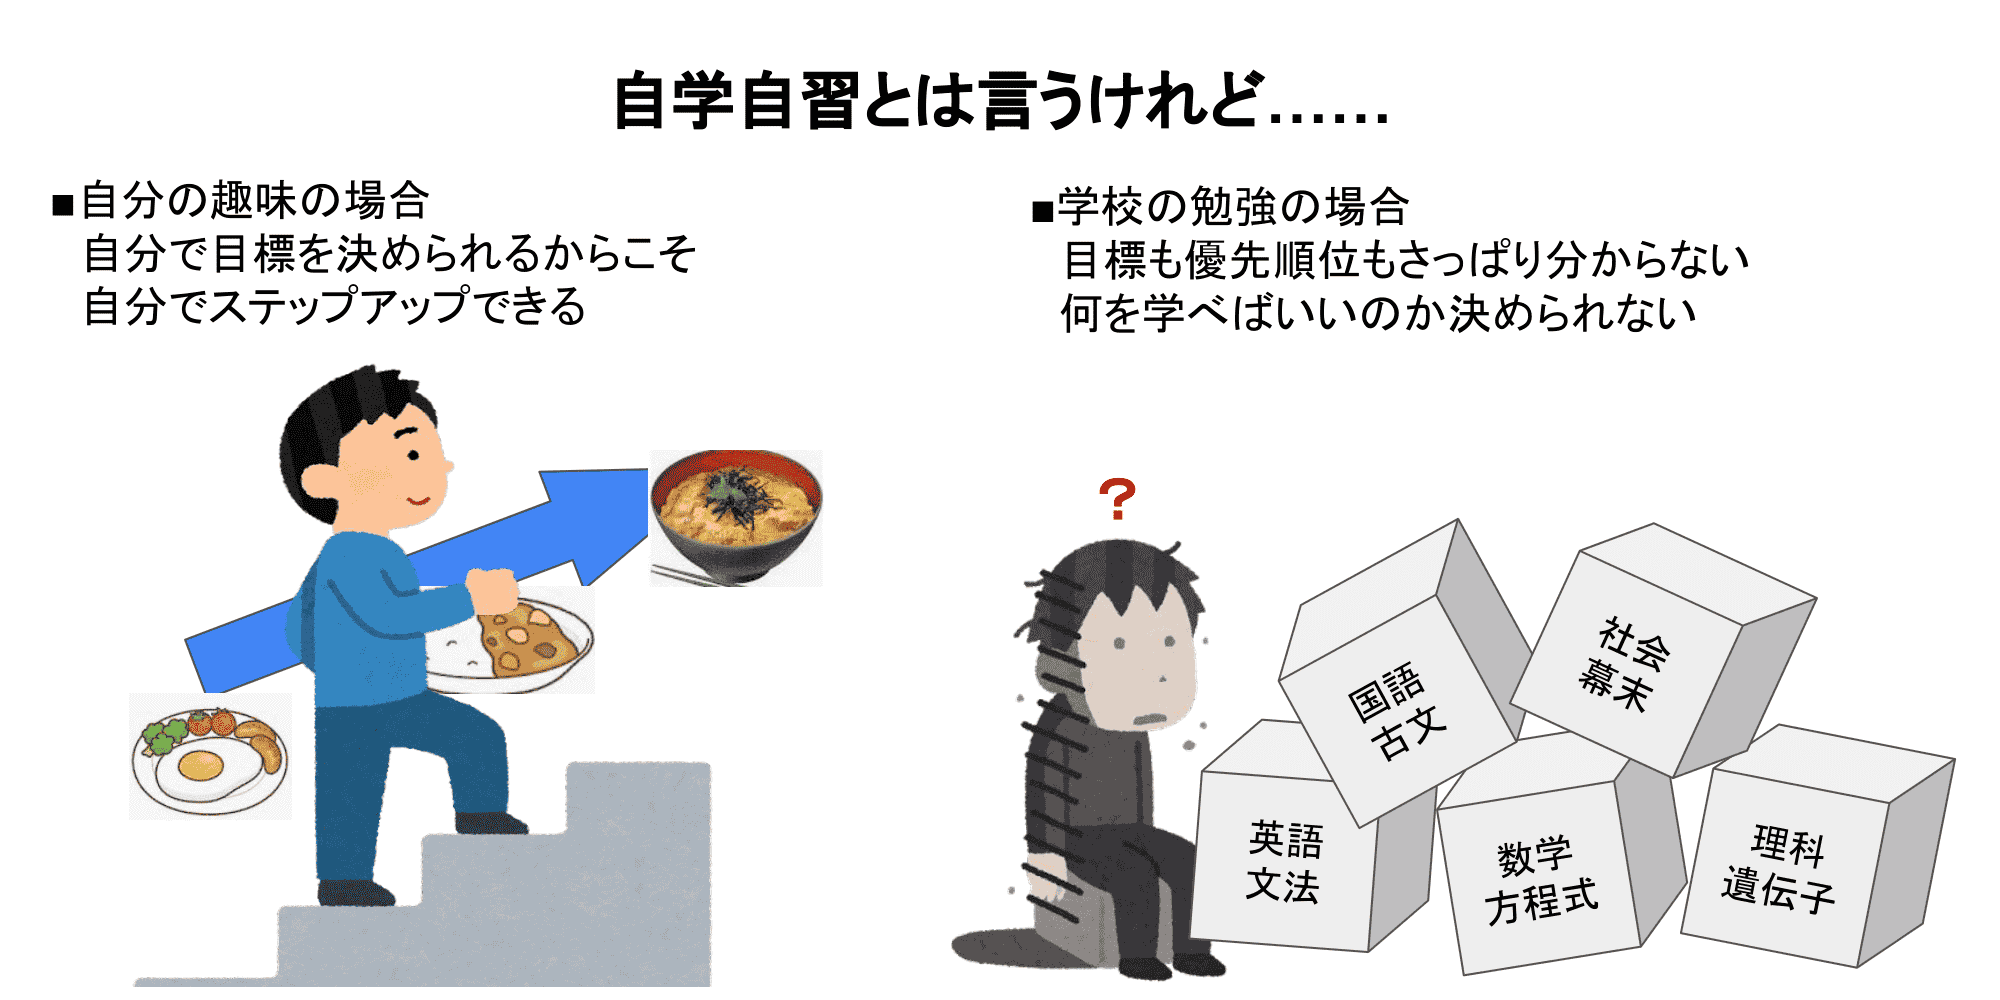 自学自習とは言うけれど……
■自分の趣味の場合
自分で目標を決められるからこそ
自分でステップアップできる
■学校の勉強の場合
目標も優先順位もさっぱり分からない
何を学べばいいのか決められない
？
国語
古文
社会
幕末
英語
文法
数学
方程式
理科
遺伝子